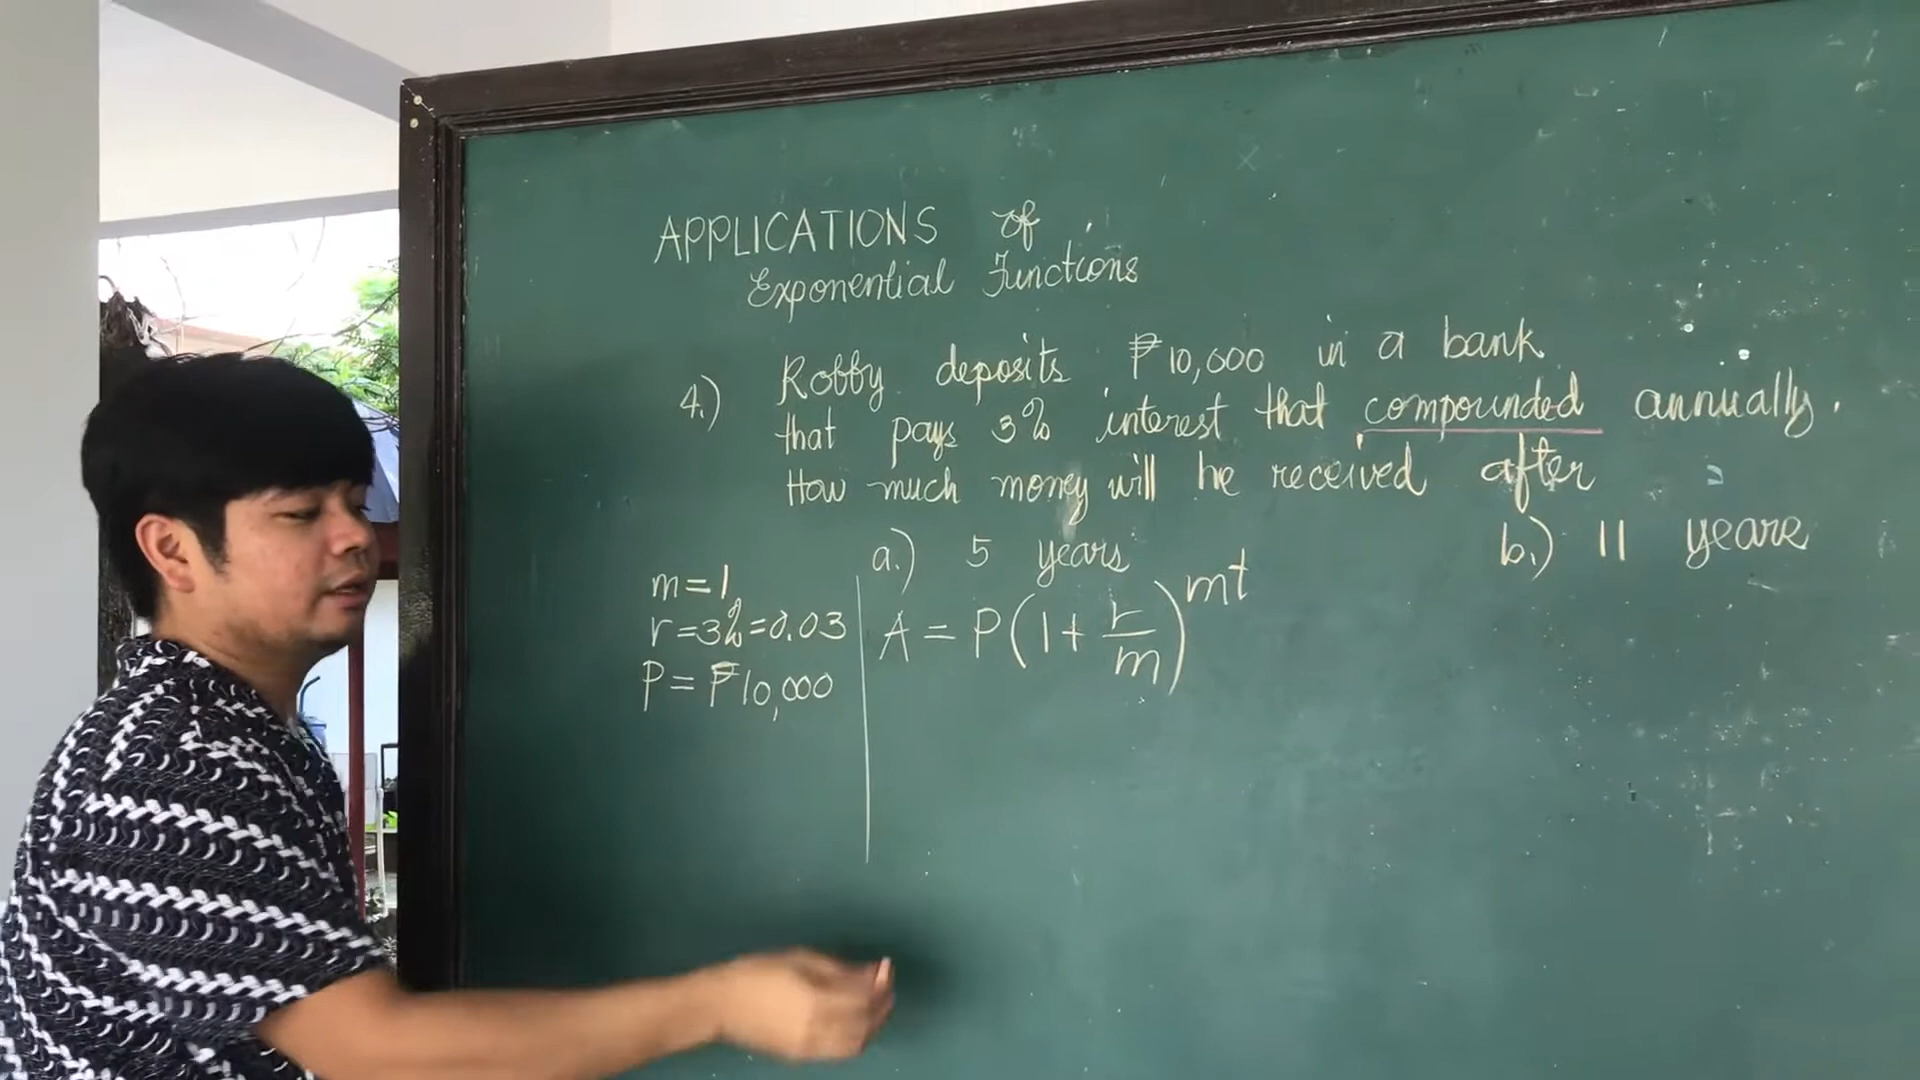 APPLICATIONS of
Exponential Functions
4.) Robby deposits ₱10,000 in a bank
that pays 3% interest that compounded annually.
How much money will he received after
a.) 5 years
b.) 11 years
m=1
r=3%=0.03
P=₱10,000
A = P(1+ r/m)^mt